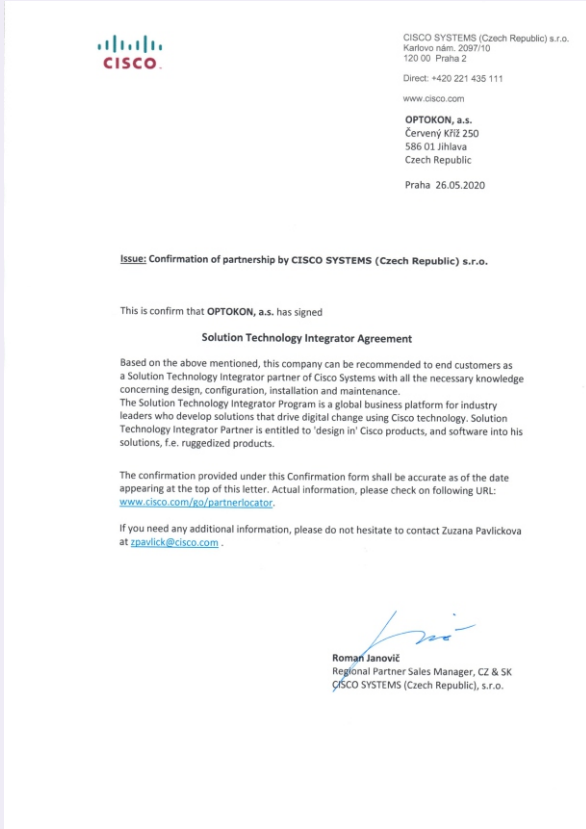 CISCO
CISCO SYSTEMS (Czech Republic) s.r.o.
Karlovo nám. 2097/10
120 00 Praha 2
Direct: +420 221 435 111
www.cisco.com
OPTOKON, a.s.
Červený Kříž 250
586 01 Jihlava
Czech Republic
Praha 26.05.2020
Issue: Confirmation of partnership by CISCO SYSTEMS (Czech Republic) s.r.o.
This is confirm that OPTOKON, a.s. has signed
Solution Technology Integrator Agreement
Based on the above mentioned, this company can be recommended to end customers as
a Solution Technology Integrator partner of Cisco Systems with all the necessary knowledge
concerning design, configuration, installation and maintenance.
The Solution Technology Integrator Program is a global business platform for industry
leaders who develop solutions that drive digital change using Cisco technology. Solution
Technology Integrator Partner is entitled to 'design in' Cisco products, and software into his
solutions, f.e. ruggedized products.
The confirmation provided under this Confirmation form shall be accurate as of the date
appearing at the top of this letter. Actual information, please check on following URL:
www.cisco.com/go/partnerlocator.
If you need any additional information, please do not hesitate to contact Zuzana Pavlickova
at zpavlick@cisco.com .
Roman Janovič
Regional Partner Sales Manager, CZ & SK
CISCO SYSTEMS (Czech Republic), s.r.o.